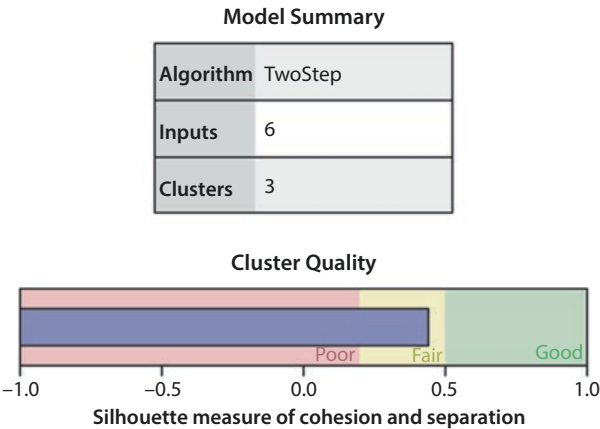 Model Summary
Algorithm TwoStep
Inputs 6
Clusters 3
Cluster Quality
Poor Fair Good
−1.0 −0.5 0.0 0.5 1.0
Silhouette measure of cohesion and separation